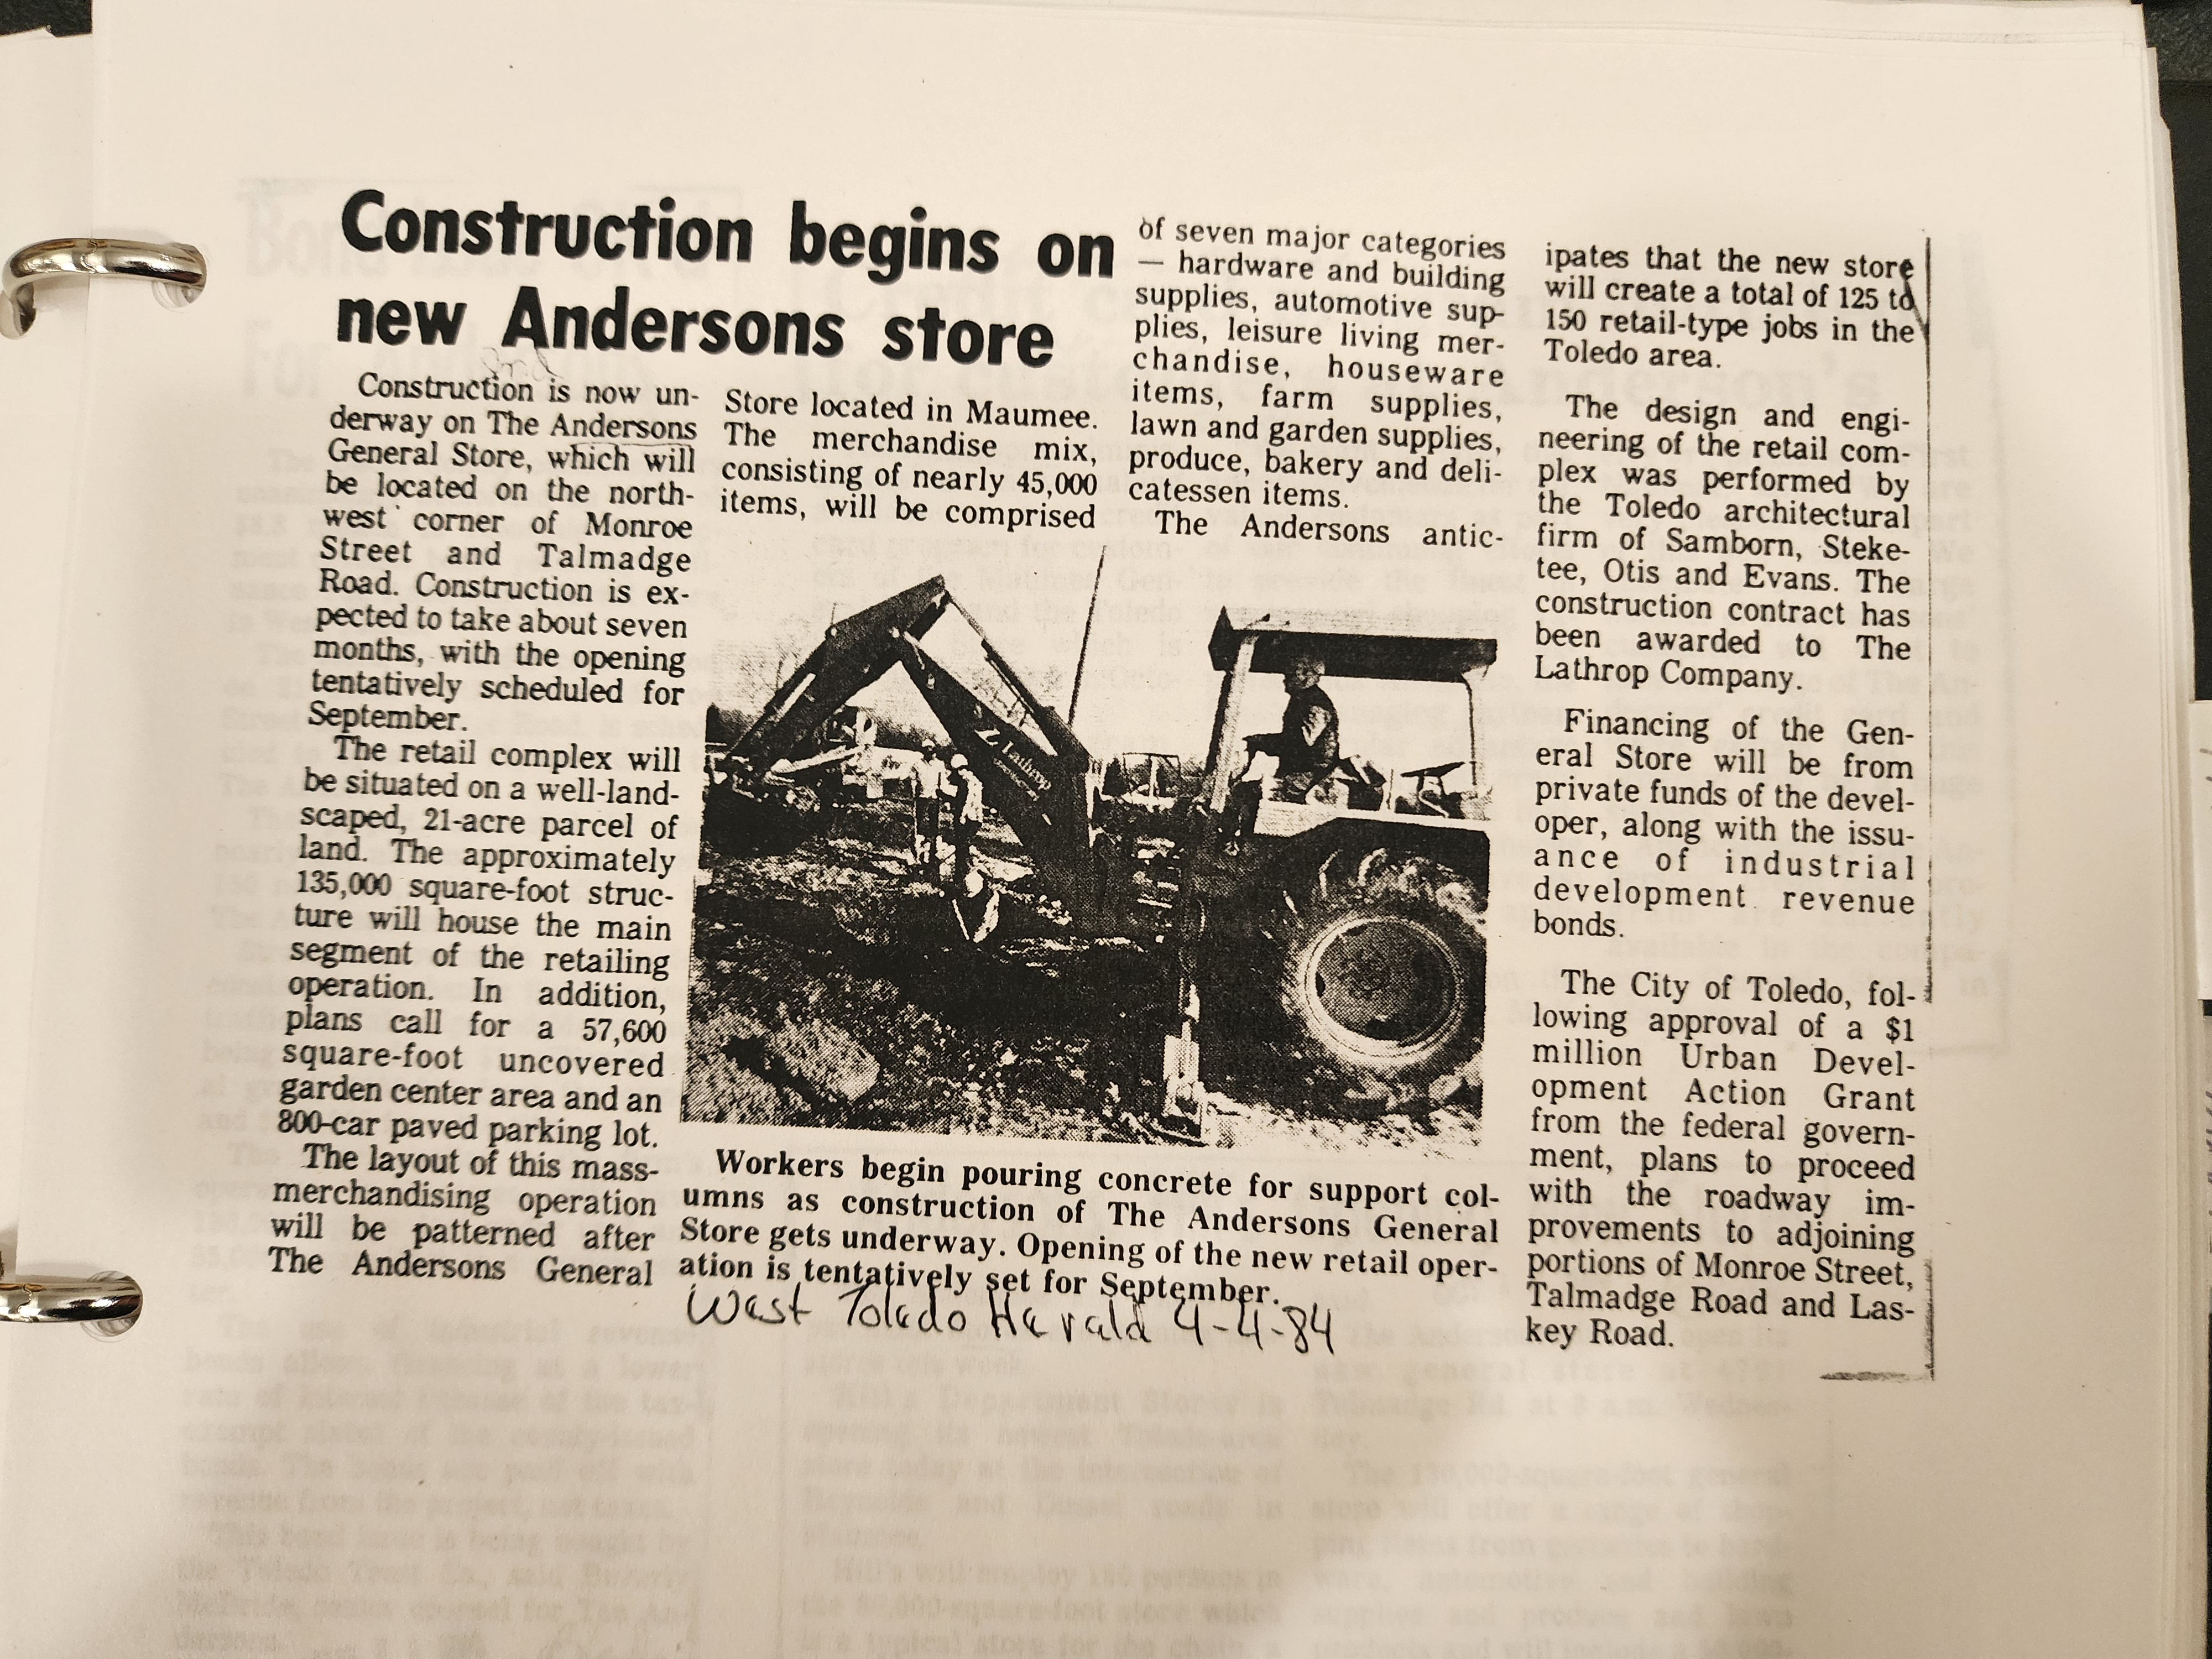 Construction begins on
new Andersons store
Construction is now un-
derway on The Andersons
General Store, which will
be located on the north-
west corner of Monroe
Street and Talmadge
Road. Construction is ex-
pected to take about seven
months, with the opening
tentatively scheduled for
September.
The retail complex will
be situated on a well-land-
scaped, 21-acre parcel of
land. The approximately
135,000 square-foot struc-
ture will house the main
segment of the retailing
operation. In addition,
plans call for a 57,600
square-foot uncovered
garden center area and an
800-car paved parking lot.
The layout of this mass-
merchandising operation
will be patterned after
The Andersons General
Store located in Maumee.
The merchandise mix,
consisting of nearly 45,000
items, will be comprised
of seven major categories
— hardware and building
supplies, automotive sup-
plies, leisure living mer-
chandise, houseware
items, farm supplies,
lawn and garden supplies,
produce, bakery and deli-
catessen items.
The Andersons antic-
ipates that the new store
will create a total of 125 to
150 retail-type jobs in the
Toledo area.
The design and engi-
neering of the retail com-
plex was performed by
the Toledo architectural
firm of Samborn, Steke-
tee, Otis and Evans. The
construction contract has
been awarded to The
Lathrop Company.
Financing of the Gen-
eral Store will be from
private funds of the devel-
oper, along with the issu-
ance of industrial
development revenue
bonds.
The City of Toledo, fol-
lowing approval of a $1
million Urban Devel-
opment Action Grant
from the federal govern-
ment, plans to proceed
with the roadway im-
provements to adjoining
portions of Monroe Street,
Talmadge Road and Las-
key Road.
Lathrop
Workers begin pouring concrete for support col-
umns as construction of The Andersons General
Store gets underway. Opening of the new retail oper-
ation is tentatively set for September.
West Toledo Herald 4-4-84